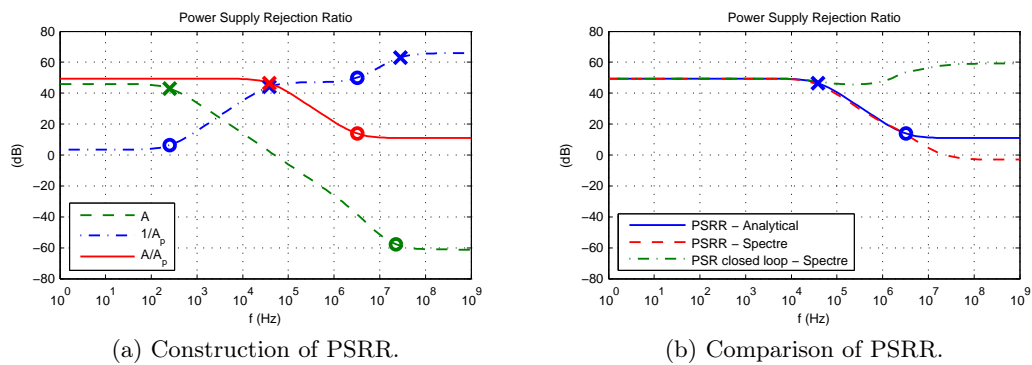 Power Supply Rejection Ratio
80
60
40
20
0
−20
−40
−60
−80
(dB)
A
1/Ap
A/Ap
10^0 10^1 10^2 10^3 10^4 10^5 10^6 10^7 10^8 10^9
f (Hz)
(a) Construction of PSRR.
Power Supply Rejection Ratio
80
60
40
20
0
−20
−40
−60
−80
(dB)
PSRR − Analytical
PSRR − Spectre
PSR closed loop − Spectre
10^0 10^1 10^2 10^3 10^4 10^5 10^6 10^7 10^8 10^9
f (Hz)
(b) Comparison of PSRR.